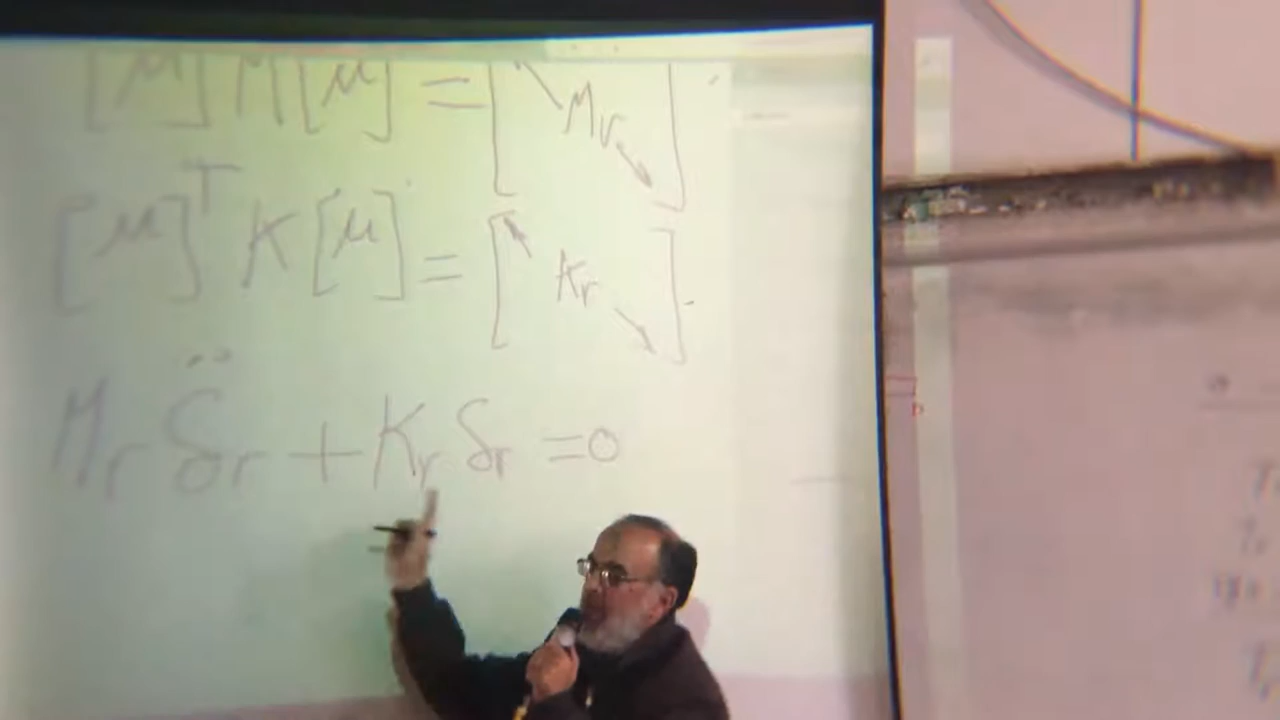 [μ] M [μ] = [ Mr ]
[μ]ᵀ K [μ] = [ Kr ]
Mr δ̈r + Kr δr = 0